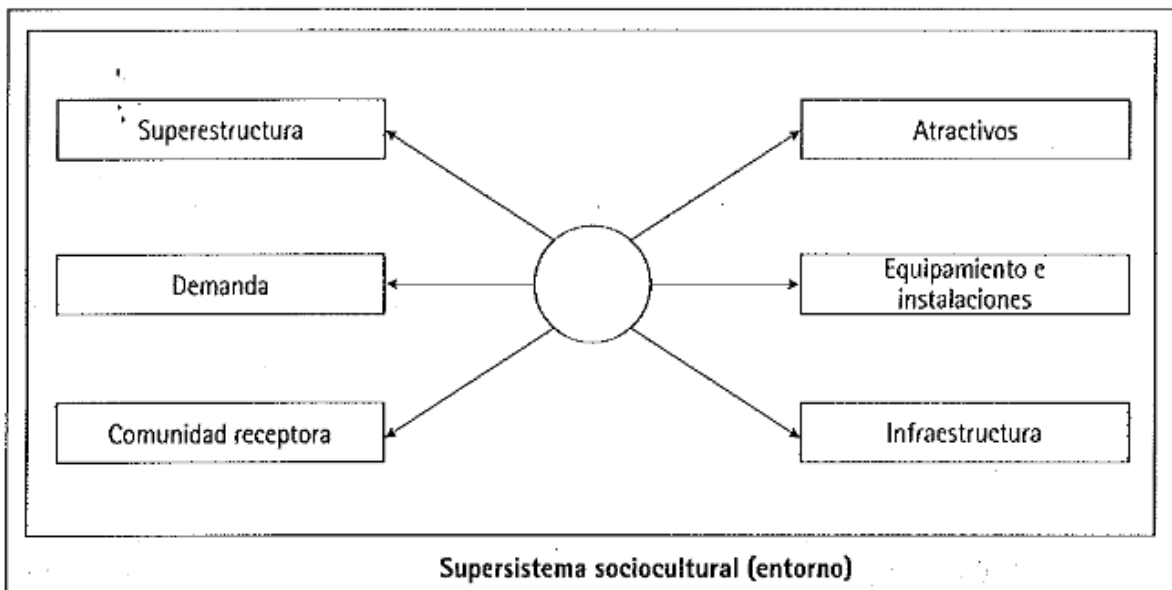 Superestructura
Atractivos
Demanda
Equipamiento e
instalaciones
Comunidad receptora
Infraestructura
Supersistema sociocultural (entorno)